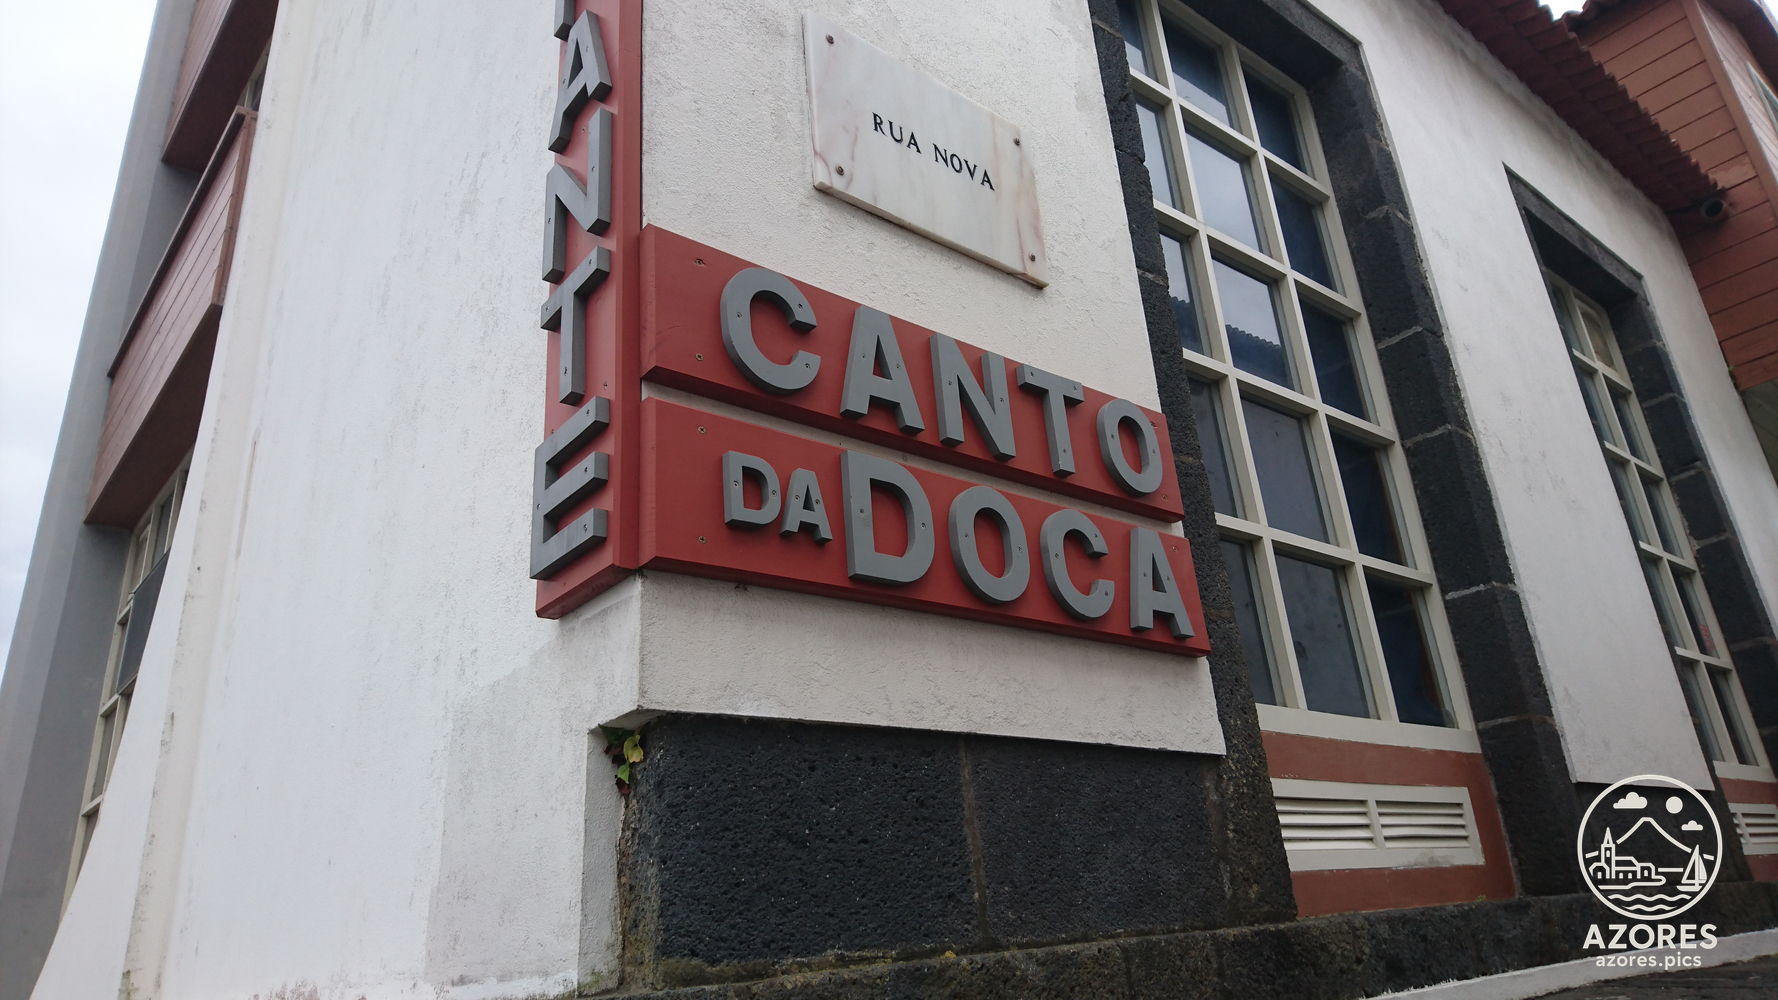 ANTE
RUA NOVA
CANTO
DA DOCA
AZORES
azores.pics